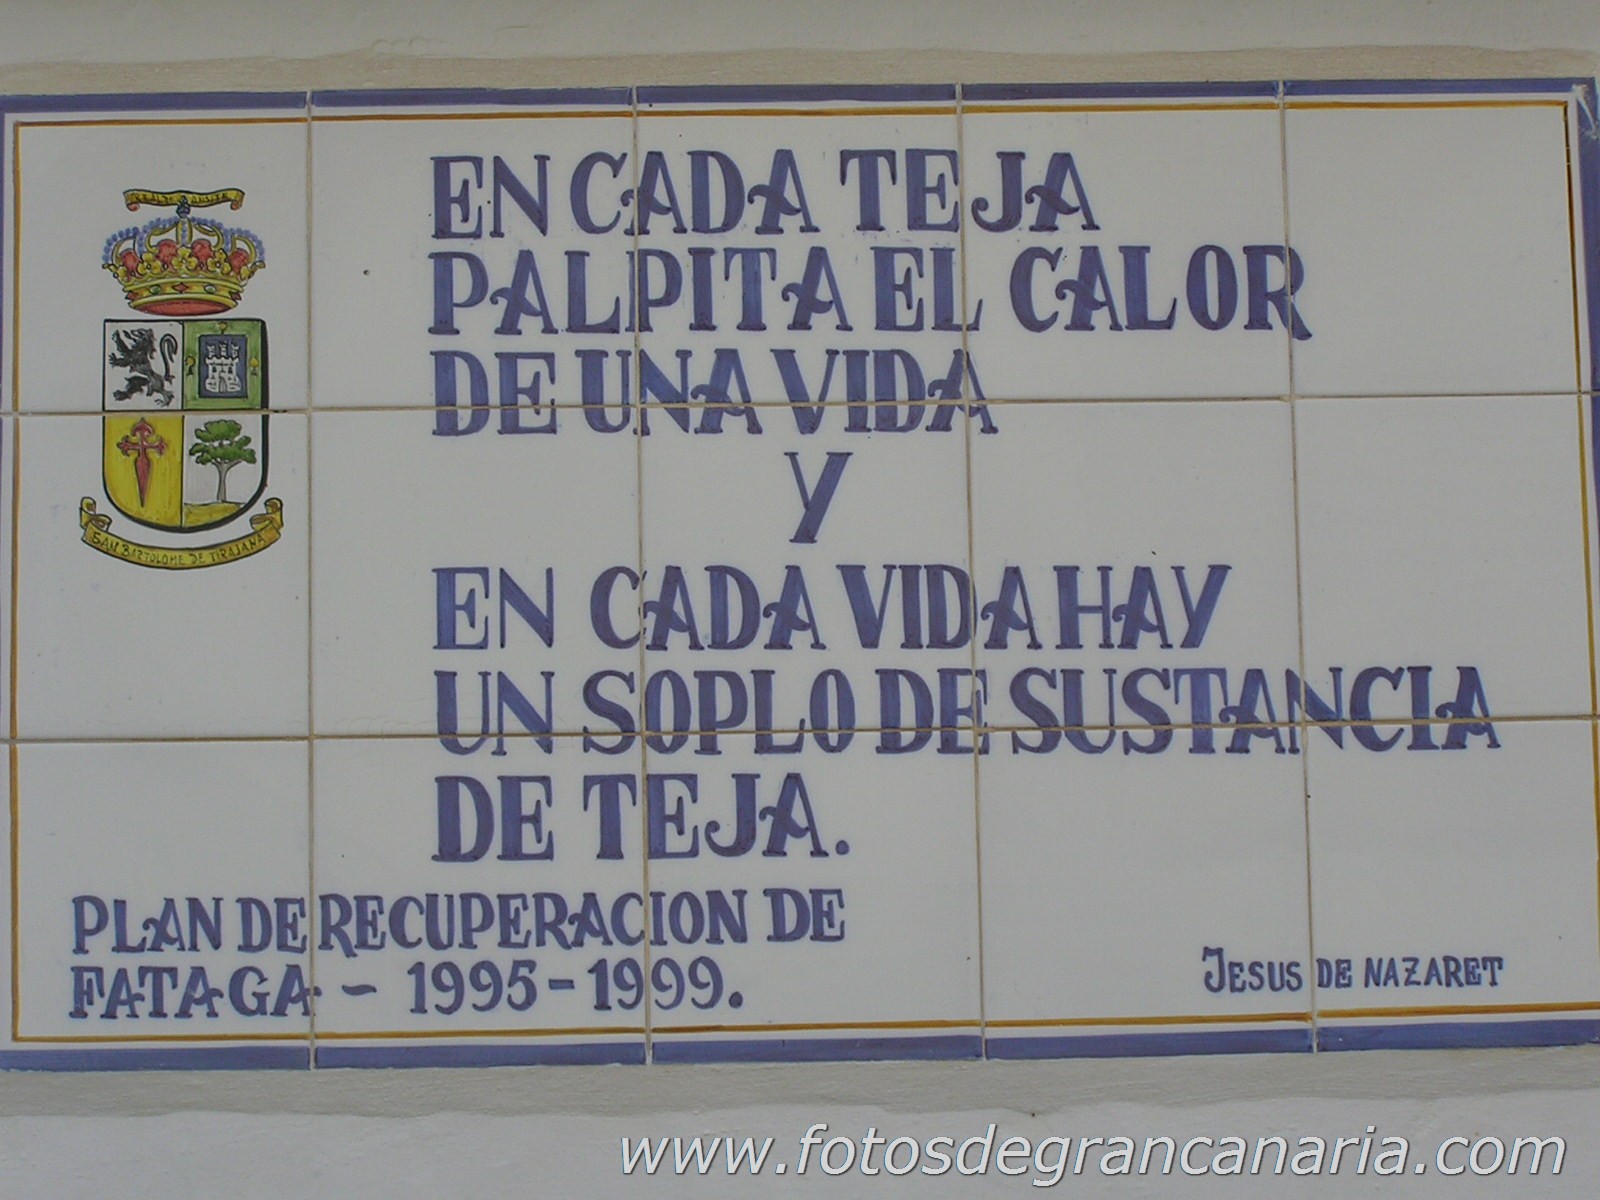 EN CADA TEJA
PALPITA EL CALOR
DE UNA VIDA
Y
EN CADA VIDA HAY
UN SOPLO DE SUSTANCIA
DE TEJA.
SAN BARTOLOME DE TIRAJANA
PLAN DE RECUPERACION DE
FATAGA - 1995-1999.
JESUS DE NAZARET
www.fotosdegrancanaria.com